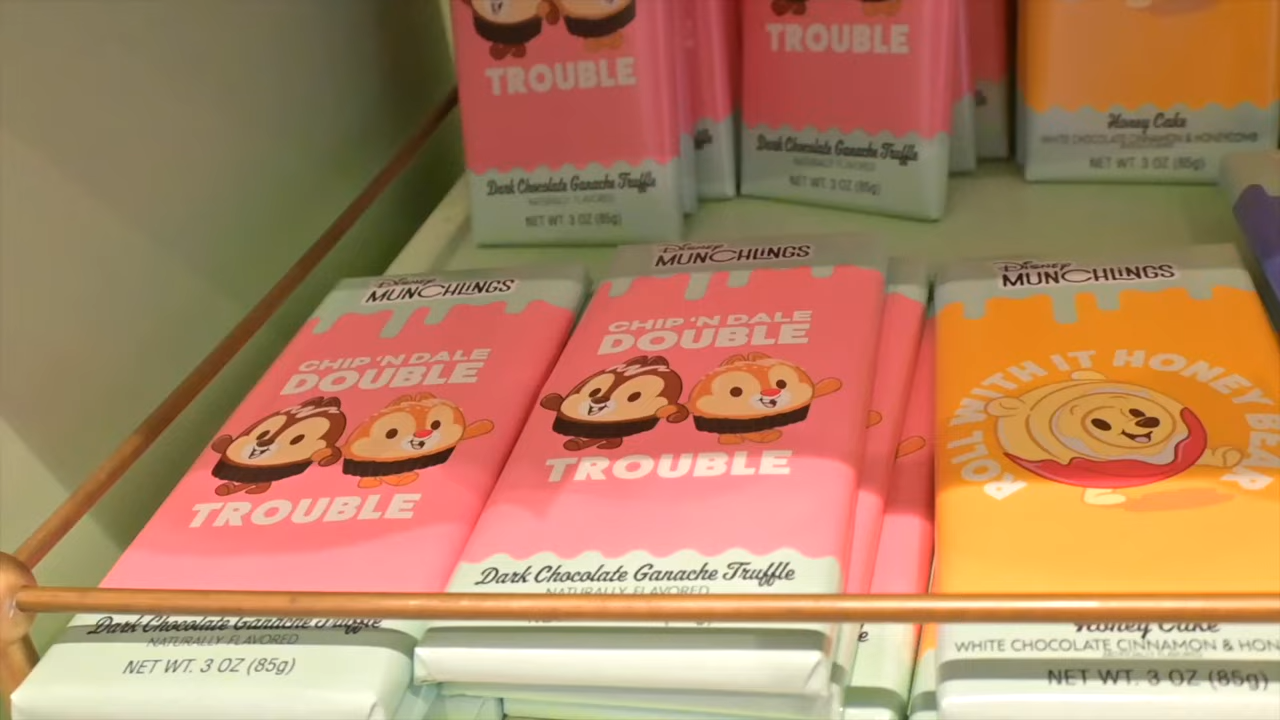 TROUBLE
Dark Chocolate Ganache Truffle
NATURALLY FLAVORED
NET WT. 3 OZ (85g)
TROUBLE
Dark Chocolate Ganache Truffle
NATURALLY FLAVORED
NET WT. 3 OZ (85g)
Honey Cake
WHITE CHOCOLATE CINNAMON & HONEYCOMB
NET WT. 3 OZ (85g)
Disney
MUNCHLINGS
CHIP 'N DALE
DOUBLE
TROUBLE
Dark Chocolate Ganache Truffle
NATURALLY FLAVORED
NET WT. 3 OZ (85g)
Disney
MUNCHLINGS
CHIP 'N DALE
DOUBLE
TROUBLE
Dark Chocolate Ganache Truffle
NATURALLY FLAVORED
Disney
MUNCHLINGS
ROLL WITH IT HONEY BEAR
Honey Cake
WHITE CHOCOLATE CINNAMON & HON
NET WT. 3 OZ (85g)